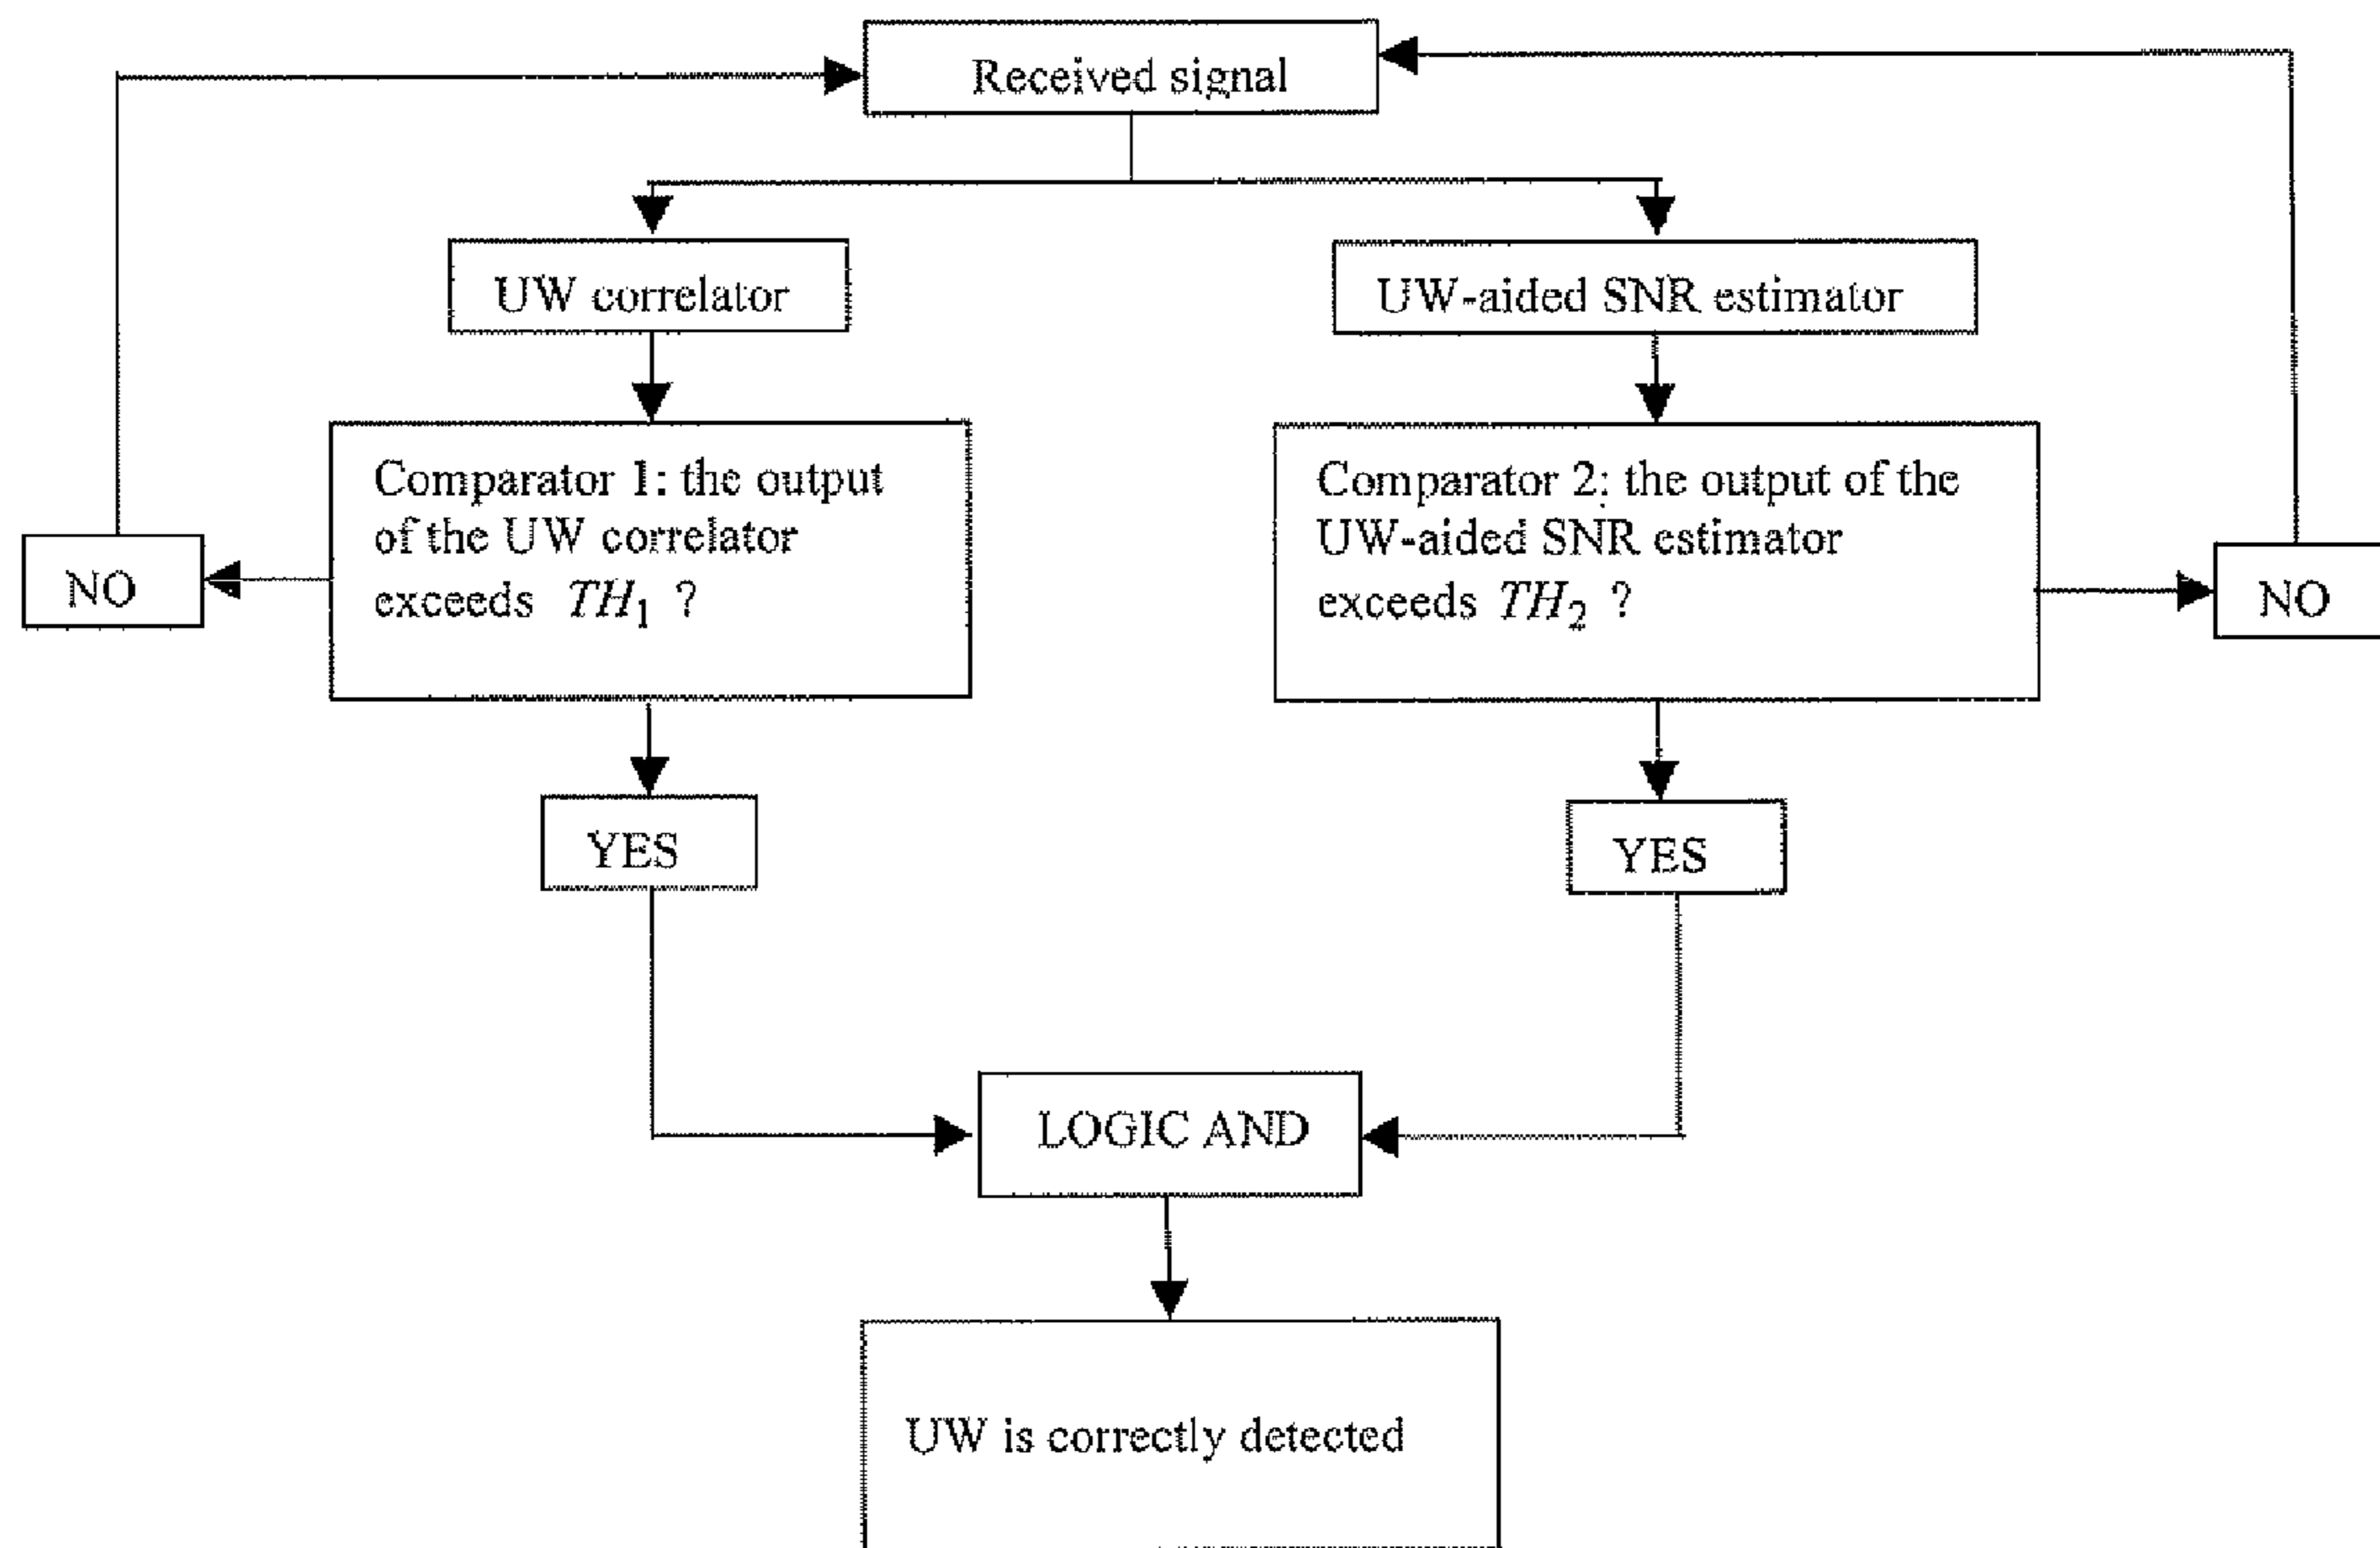 Received signal
UW correlator
UW-aided SNR estimator
Comparator 1: the output
of the UW correlator
exceeds TH₁ ?
Comparator 2: the output of the
UW-aided SNR estimator
exceeds TH₂ ?
NO
NO
YES
YES
LOGIC AND
UW is correctly detected